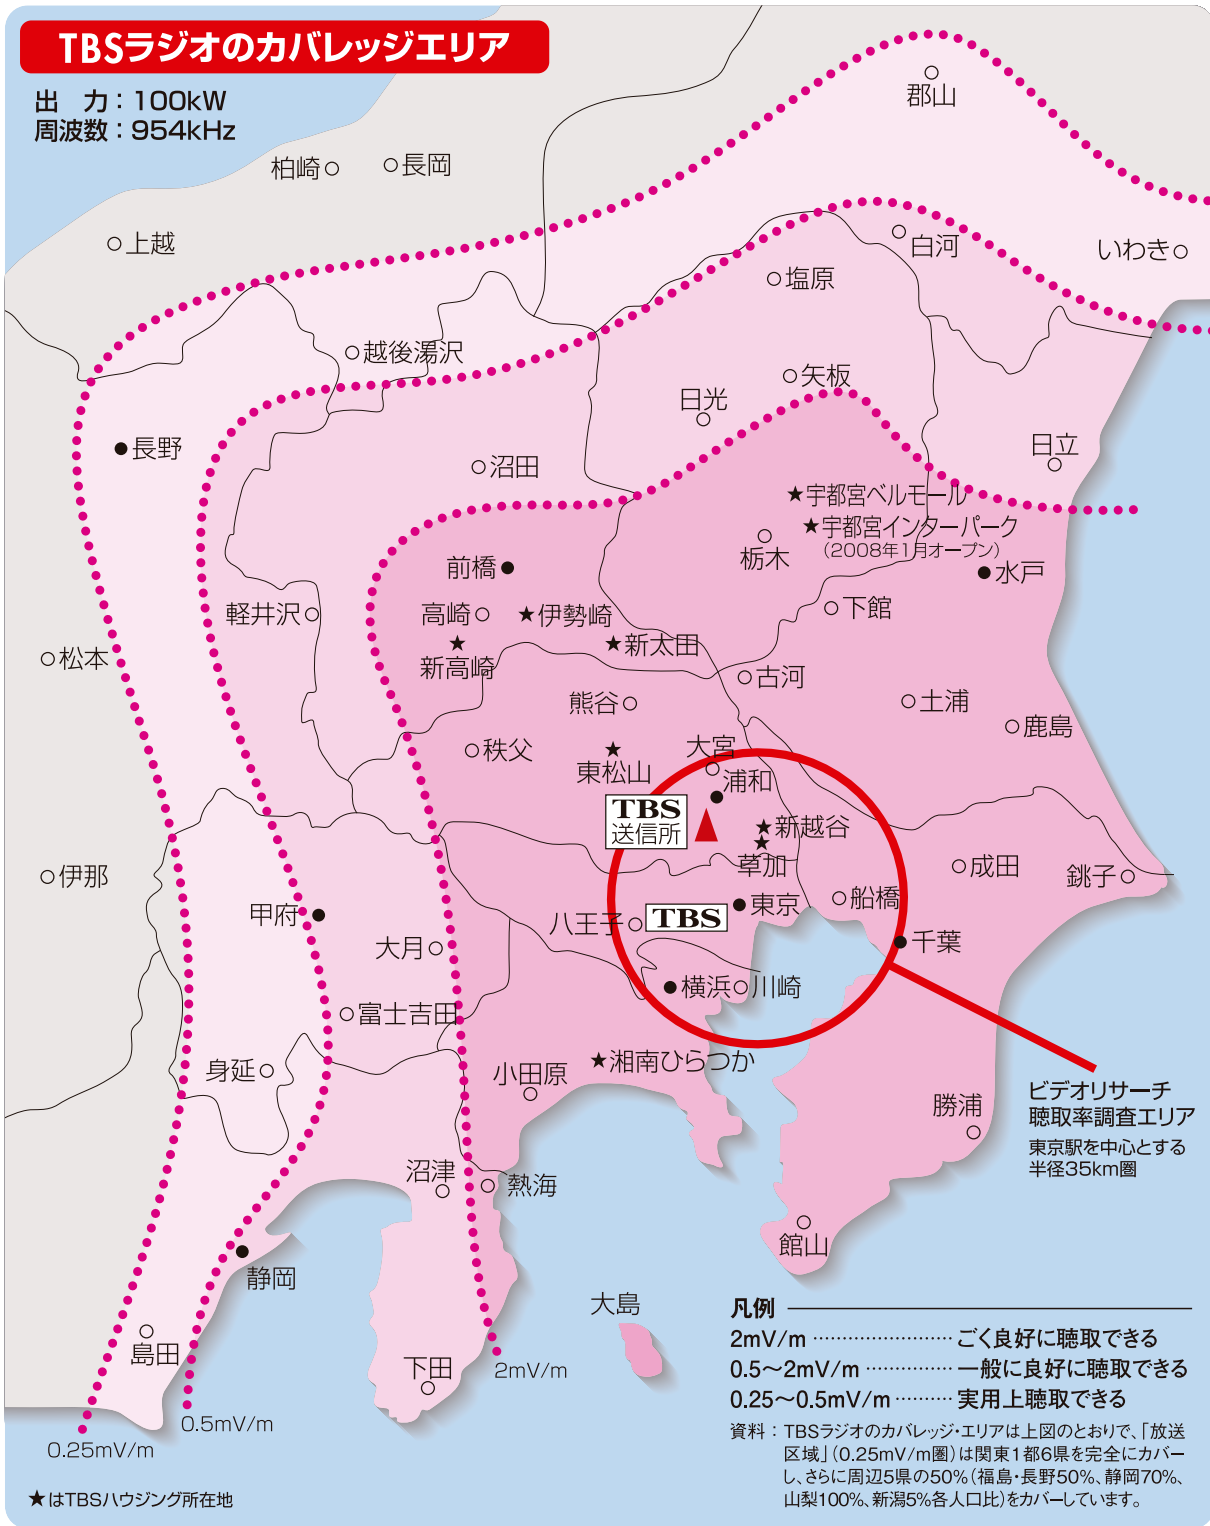 TBSラジオのカバレッジエリア
出　力：100kW
周波数：954kHz
郡山
柏崎
長岡
上越
白河
いわき
塩原
越後湯沢
矢板
日光
長野
沼田
日立
宇都宮ベルモール
宇都宮インターパーク
（2008年1月オープン）
栃木
前橋
水戸
軽井沢
高崎
伊勢崎
下館
新太田
松本
新高崎
古河
熊谷
土浦
鹿島
秩父
大宮
東松山
浦和
TBS
送信所
新越谷
草加
伊那
成田
銚子
甲府
八王子
TBS
東京
船橋
大月
千葉
横浜
川崎
富士吉田
身延
小田原
湘南ひらつか
ビデオリサーチ
聴取率調査エリア
東京駅を中心とする
半径35km圏
勝浦
沼津
熱海
館山
静岡
大島
島田
下田
2mV/m
0.5mV/m
0.25mV/m
凡例
2mV/m ························ ごく良好に聴取できる
0.5〜2mV/m ··············· 一般に良好に聴取できる
0.25〜0.5mV/m ·········· 実用上聴取できる
資料：TBSラジオのカバレッジ・エリアは上図のとおりで、「放送
区域」（0.25mV/m圏）は関東1都6県を完全にカバー
し、さらに周辺5県の50%（福島・長野50%、静岡70%、
山梨100%、新潟5%各人口比）をカバーしています。
★はTBSハウジング所在地